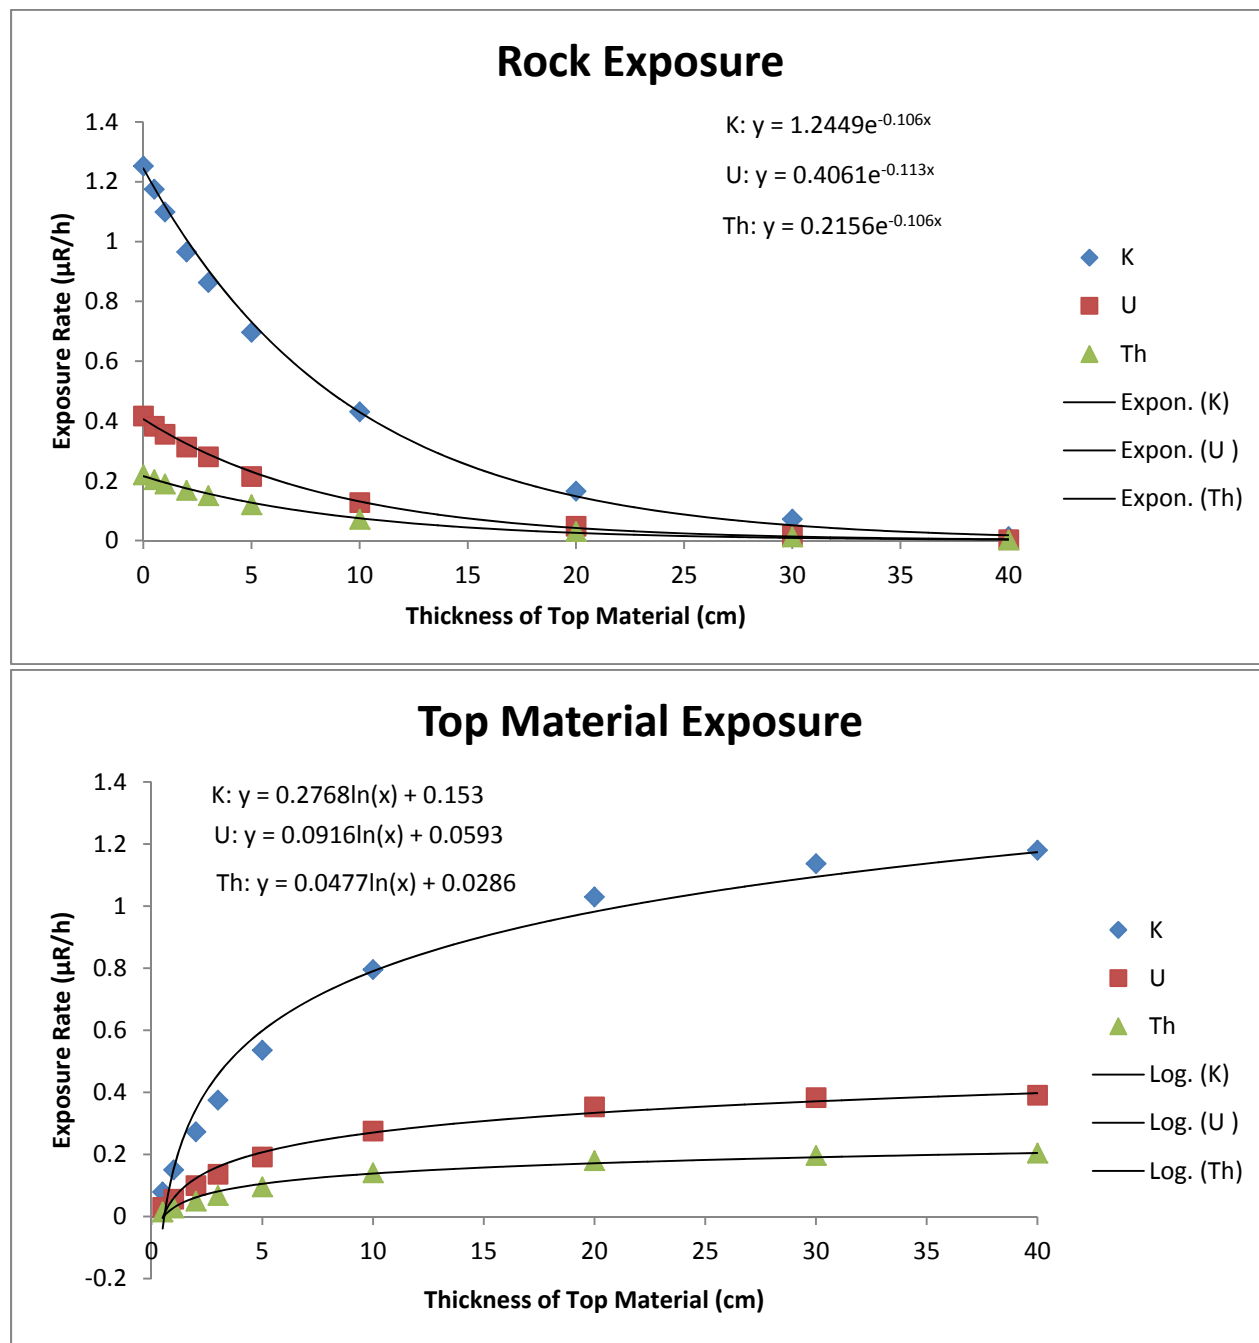 Rock Exposure
K: y = 1.2449e^-0.106x
U: y = 0.4061e^-0.113x
Th: y = 0.2156e^-0.106x
Exposure Rate (µR/h)
1.4
1.2
1
0.8
0.6
0.4
0.2
0
0 5 10 15 20 25 30 35 40
Thickness of Top Material (cm)
K
U
Th
Expon. (K)
Expon. (U )
Expon. (Th)
Top Material Exposure
K: y = 0.2768ln(x) + 0.153
U: y = 0.0916ln(x) + 0.0593
Th: y = 0.0477ln(x) + 0.0286
Exposure Rate (µR/h)
1.4
1.2
1
0.8
0.6
0.4
0.2
0
-0.2
0 5 10 15 20 25 30 35 40
Thickness of Top Material (cm)
K
U
Th
Log. (K)
Log. (U )
Log. (Th)